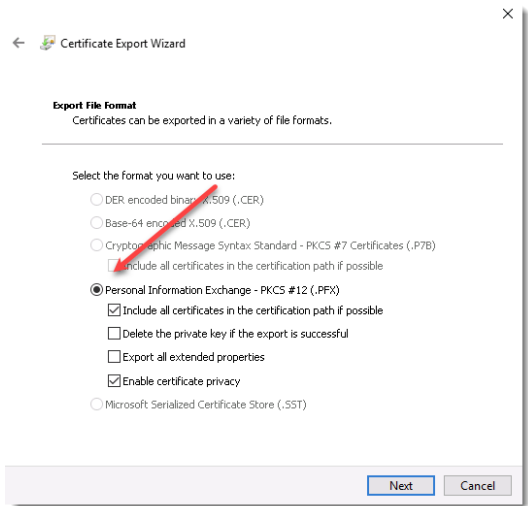 Certificate Export Wizard
Export File Format
Certificates can be exported in a variety of file formats.
Select the format you want to use:
DER encoded binary X.509 (.CER)
Base-64 encoded X.509 (.CER)
Cryptographic Message Syntax Standard - PKCS #7 Certificates (.P7B)
Include all certificates in the certification path if possible
Personal Information Exchange - PKCS #12 (.PFX)
Include all certificates in the certification path if possible
Delete the private key if the export is successful
Export all extended properties
Enable certificate privacy
Microsoft Serialized Certificate Store (.SST)
Next Cancel